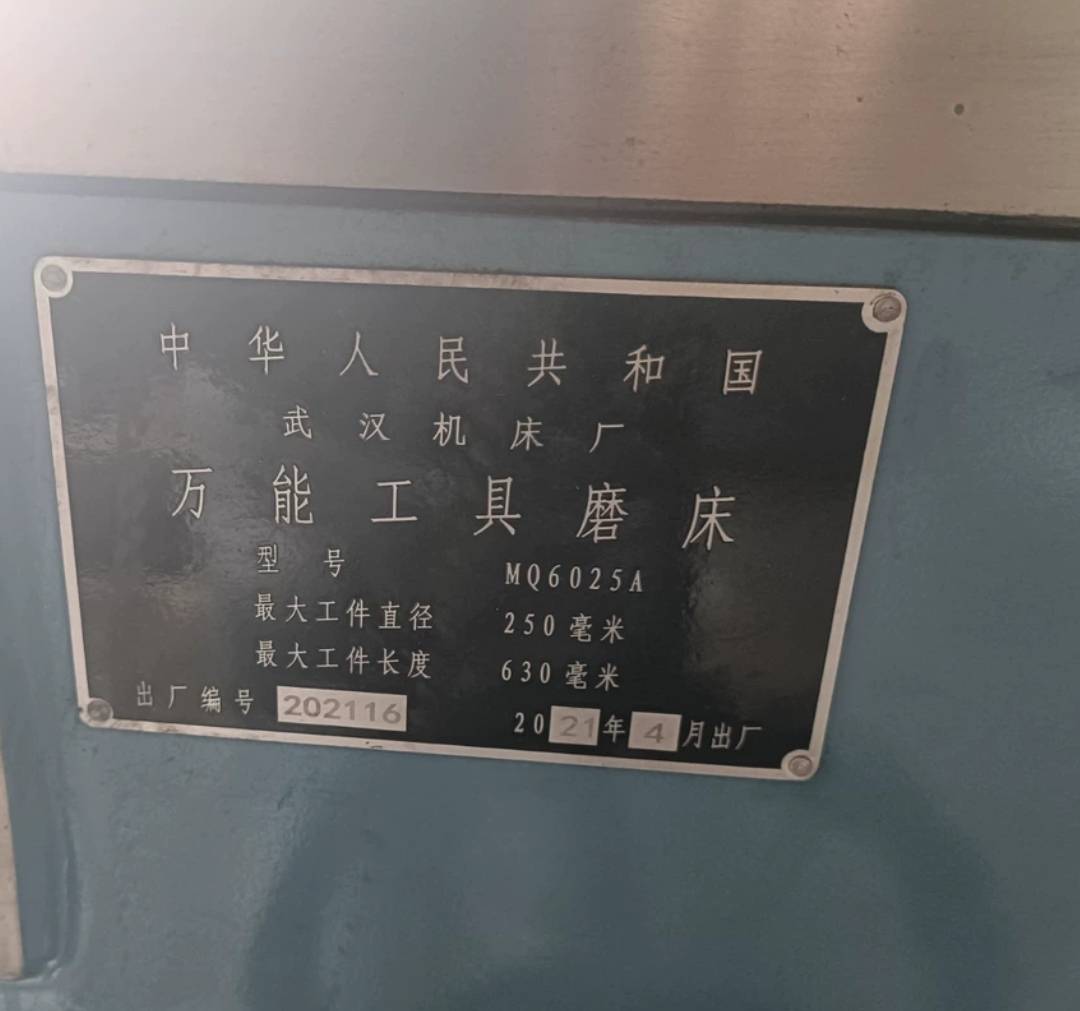 中华人民共和国
武汉机床厂
万能工具磨床
型号 MQ6025A
最大工件直径 250毫米
最大工件长度 630毫米
出厂编号 202116 2021年4月出厂